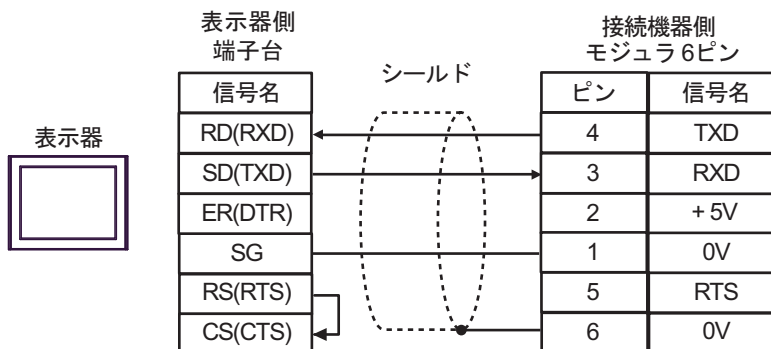 表示器側
端子台
接続機器側
モジュラ 6ピン
シールド
表示器
信号名 ピン 信号名
RD(RXD) 4 TXD
SD(TXD) 3 RXD
ER(DTR) 2 +5V
SG 1 0V
RS(RTS) 5 RTS
CS(CTS) 6 0V